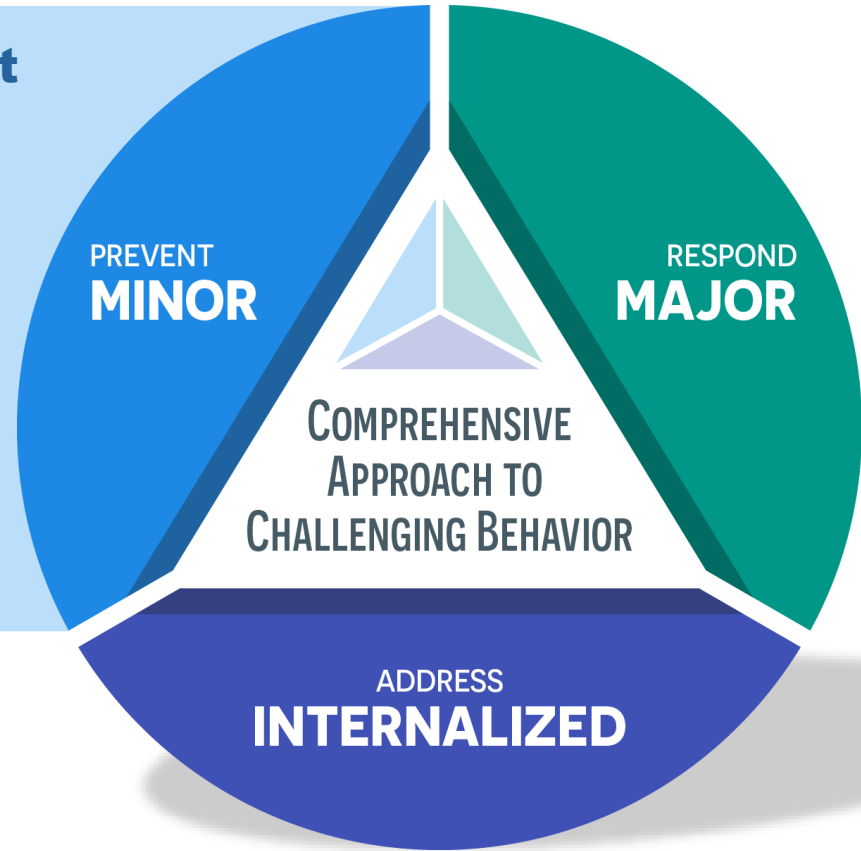 t
PREVENT
MINOR
RESPOND
MAJOR
COMPREHENSIVE
APPROACH TO
CHALLENGING BEHAVIOR
ADDRESS
INTERNALIZED